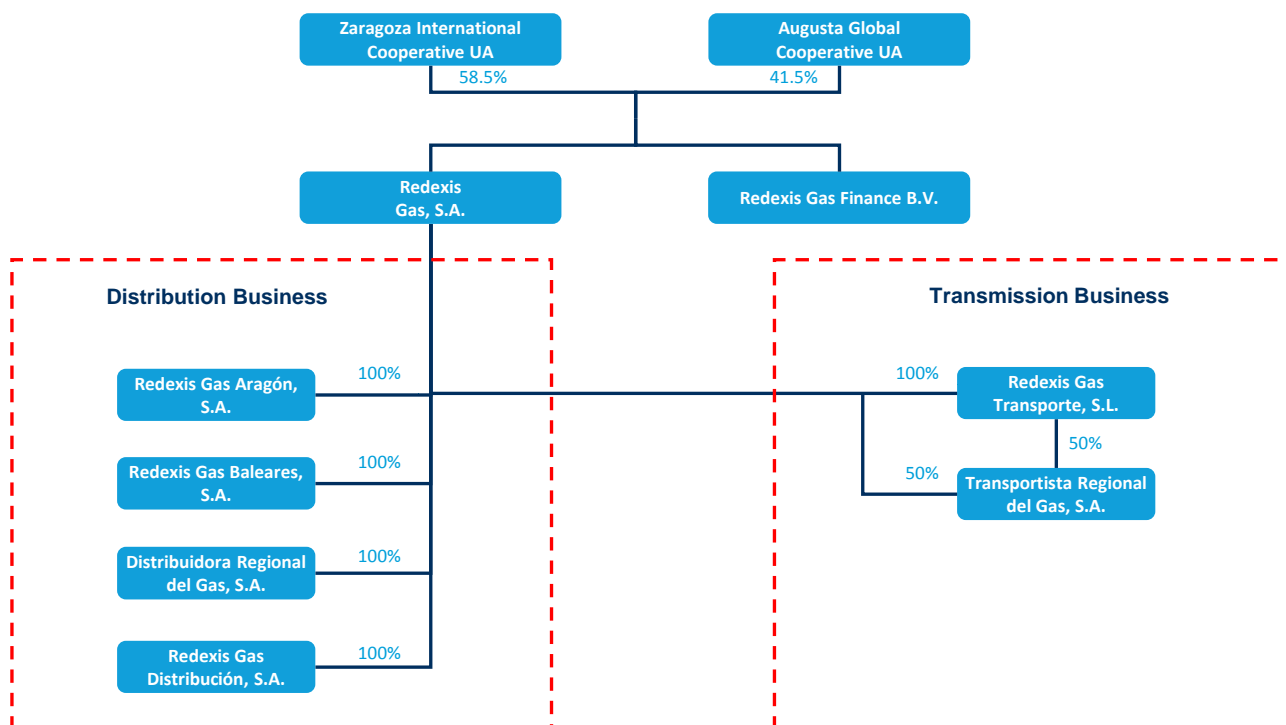 Zaragoza International
Cooperative UA
Augusta Global
Cooperative UA
58.5%
41.5%
Redexis
Gas, S.A.
Redexis Gas Finance B.V.
Distribution Business
Transmission Business
Redexis Gas Aragón,
S.A.
100%
100%
Redexis Gas
Transporte, S.L.
50%
Redexis Gas Baleares,
S.A.
100%
50%
Transportista Regional
del Gas, S.A.
Distribuidora Regional
del Gas, S.A.
100%
Redexis Gas
Distribución, S.A.
100%